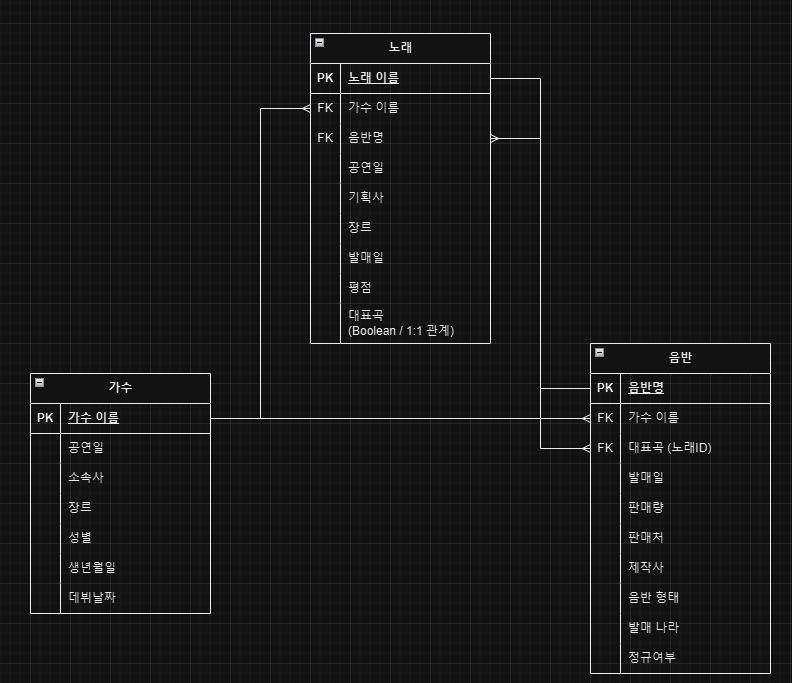 노래
PK 노래 이름
FK 가수 이름
FK 음반명
공연일
기획사
장르
발매일
평점
대표곡
(Boolean / 1:1 관계)
가수
PK 가수 이름
공연일
소속사
장르
성별
생년월일
데뷔날짜
음반
PK 음반명
FK 가수 이름
FK 대표곡 (노래ID)
발매일
판매량
판매처
제작사
음반 형태
발매 나라
정규여부